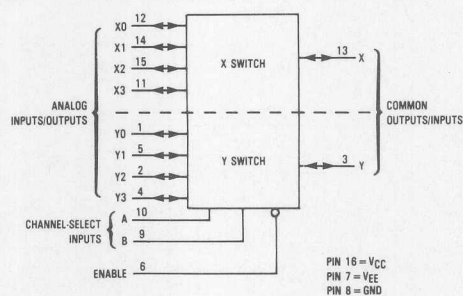 X0 12
X1 14
X2 15
X3 11
X SWITCH
13 X
ANALOG
INPUTS/OUTPUTS
COMMON
OUTPUTS/INPUTS
Y0 1
Y1 5
Y2 2
Y3 4
Y SWITCH
3 Y
CHANNEL-SELECT
INPUTS
A 10
B 9
ENABLE 6
PIN 16 = VCC
PIN 7 = VEE
PIN 8 = GND